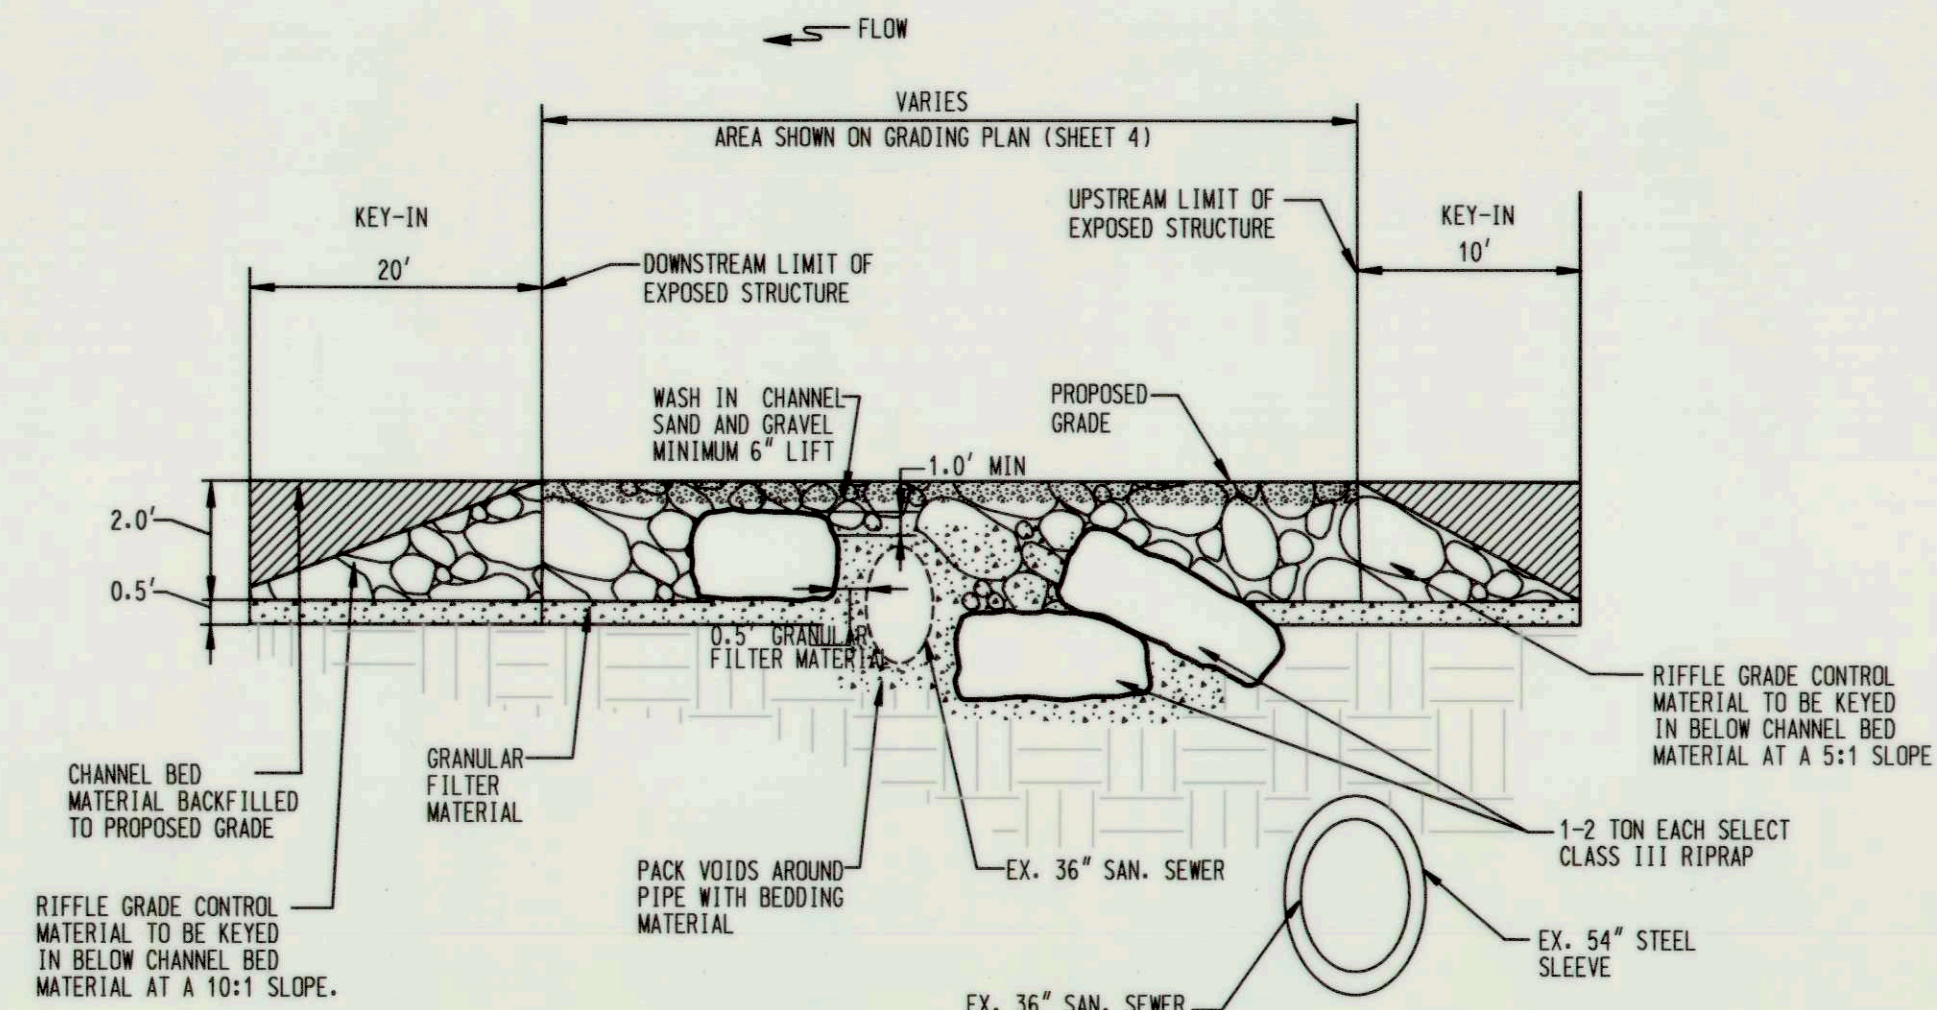 FLOW
VARIES
AREA SHOWN ON GRADING PLAN (SHEET 4)
KEY-IN
20'
DOWNSTREAM LIMIT OF
EXPOSED STRUCTURE
UPSTREAM LIMIT OF
EXPOSED STRUCTURE
KEY-IN
10'
WASH IN CHANNEL
SAND AND GRAVEL
MINIMUM 6" LIFT
1.0' MIN
PROPOSED
GRADE
2.0'
0.5'
0.5' GRANULAR
FILTER MATERIAL
RIFFLE GRADE CONTROL
MATERIAL TO BE KEYED
IN BELOW CHANNEL BED
MATERIAL AT A 5:1 SLOPE
CHANNEL BED
MATERIAL BACKFILLED
TO PROPOSED GRADE
GRANULAR
FILTER
MATERIAL
PACK VOIDS AROUND
PIPE WITH BEDDING
MATERIAL
EX. 36" SAN. SEWER
1-2 TON EACH SELECT
CLASS III RIPRAP
RIFFLE GRADE CONTROL
MATERIAL TO BE KEYED
IN BELOW CHANNEL BED
MATERIAL AT A 10:1 SLOPE.
EX. 54" STEEL
SLEEVE
EX. 36" SAN. SEWER